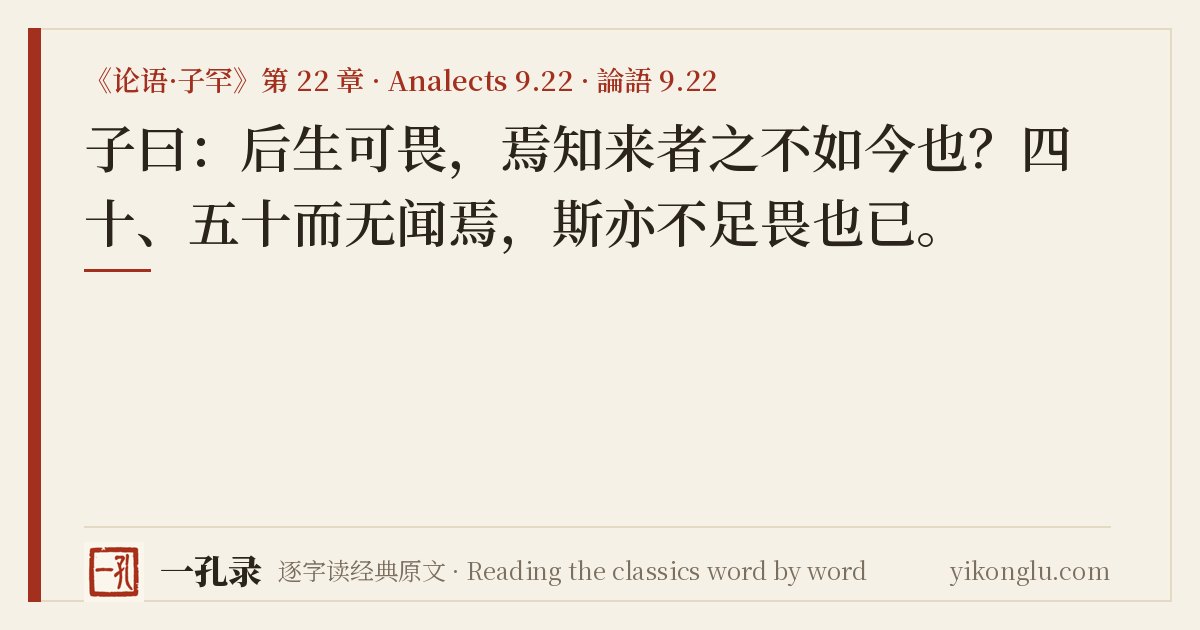 《论语·子罕》第 22 章 · Analects 9.22 · 論語 9.22
子曰：后生可畏，焉知来者之不如今也？四
十、五十而无闻焉，斯亦不足畏也已。
一孔
一孔录 逐字读经典原文 · Reading the classics word by word yikonglu.com